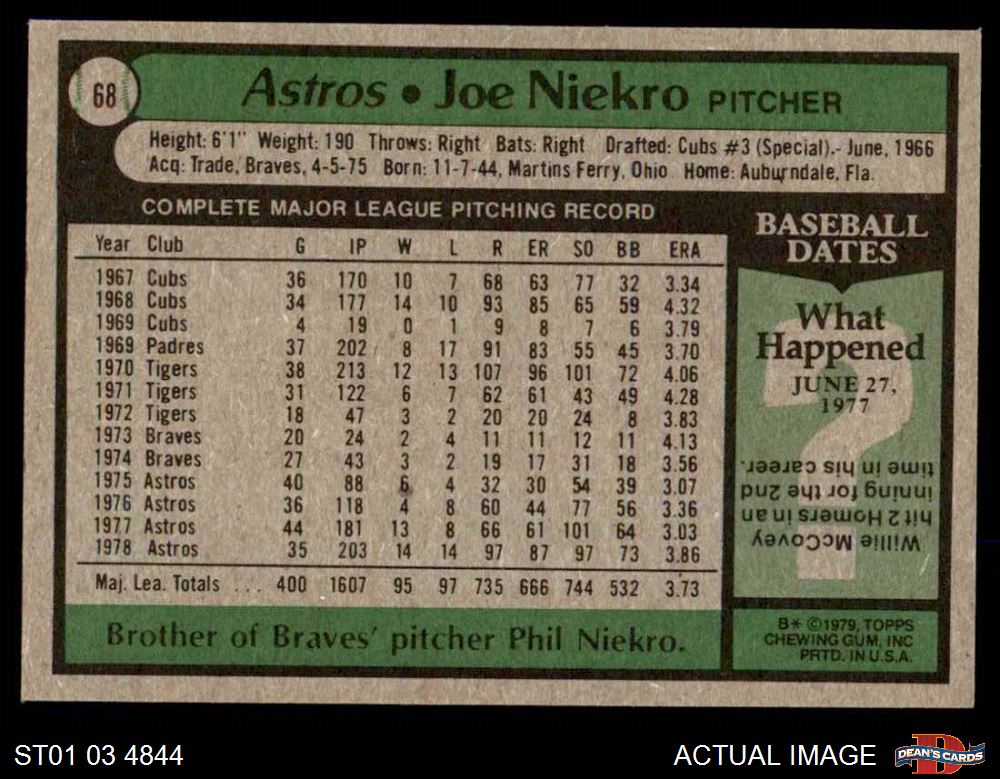 68
Astros • Joe Niekro PITCHER
Height: 6'1" Weight: 190 Throws: Right Bats: Right Drafted: Cubs #3 (Special).- June, 1966
Acq: Trade, Braves, 4-5-75 Born: 11-7-44, Martins Ferry, Ohio Home: Auburndale, Fla.
COMPLETE MAJOR LEAGUE PITCHING RECORD
Year Club G IP W L R ER SO BB ERA
1967 Cubs 36 170 10 7 68 63 77 32 3.34
1968 Cubs 34 177 14 10 93 85 65 59 4.32
1969 Cubs 4 19 0 1 9 8 7 6 3.79
1969 Padres 37 202 8 17 91 83 55 45 3.70
1970 Tigers 38 213 12 13 107 96 101 72 4.06
1971 Tigers 31 122 6 7 62 61 43 49 4.28
1972 Tigers 18 47 3 2 20 20 24 8 3.83
1973 Braves 20 24 2 4 11 11 12 11 4.13
1974 Braves 27 43 3 2 19 17 31 18 3.56
1975 Astros 40 88 6 4 32 30 54 39 3.07
1976 Astros 36 118 4 8 60 44 77 56 3.36
1977 Astros 44 181 13 8 66 61 101 64 3.03
1978 Astros 35 203 14 14 97 87 97 73 3.86
Maj. Lea. Totals ... 400 1607 95 97 735 666 744 532 3.73
Brother of Braves' pitcher Phil Niekro.
BASEBALL
DATES
What
Happened
JUNE 27,
1977
?
Willie McCovey
hit 2 Homers in an
inning for the 2nd
time in his career.
B* ©1979, TOPPS
CHEWING GUM, INC
PRTD. IN U.S.A.
ST01 03 4844
ACTUAL IMAGE
D
DEAN'S CARDS